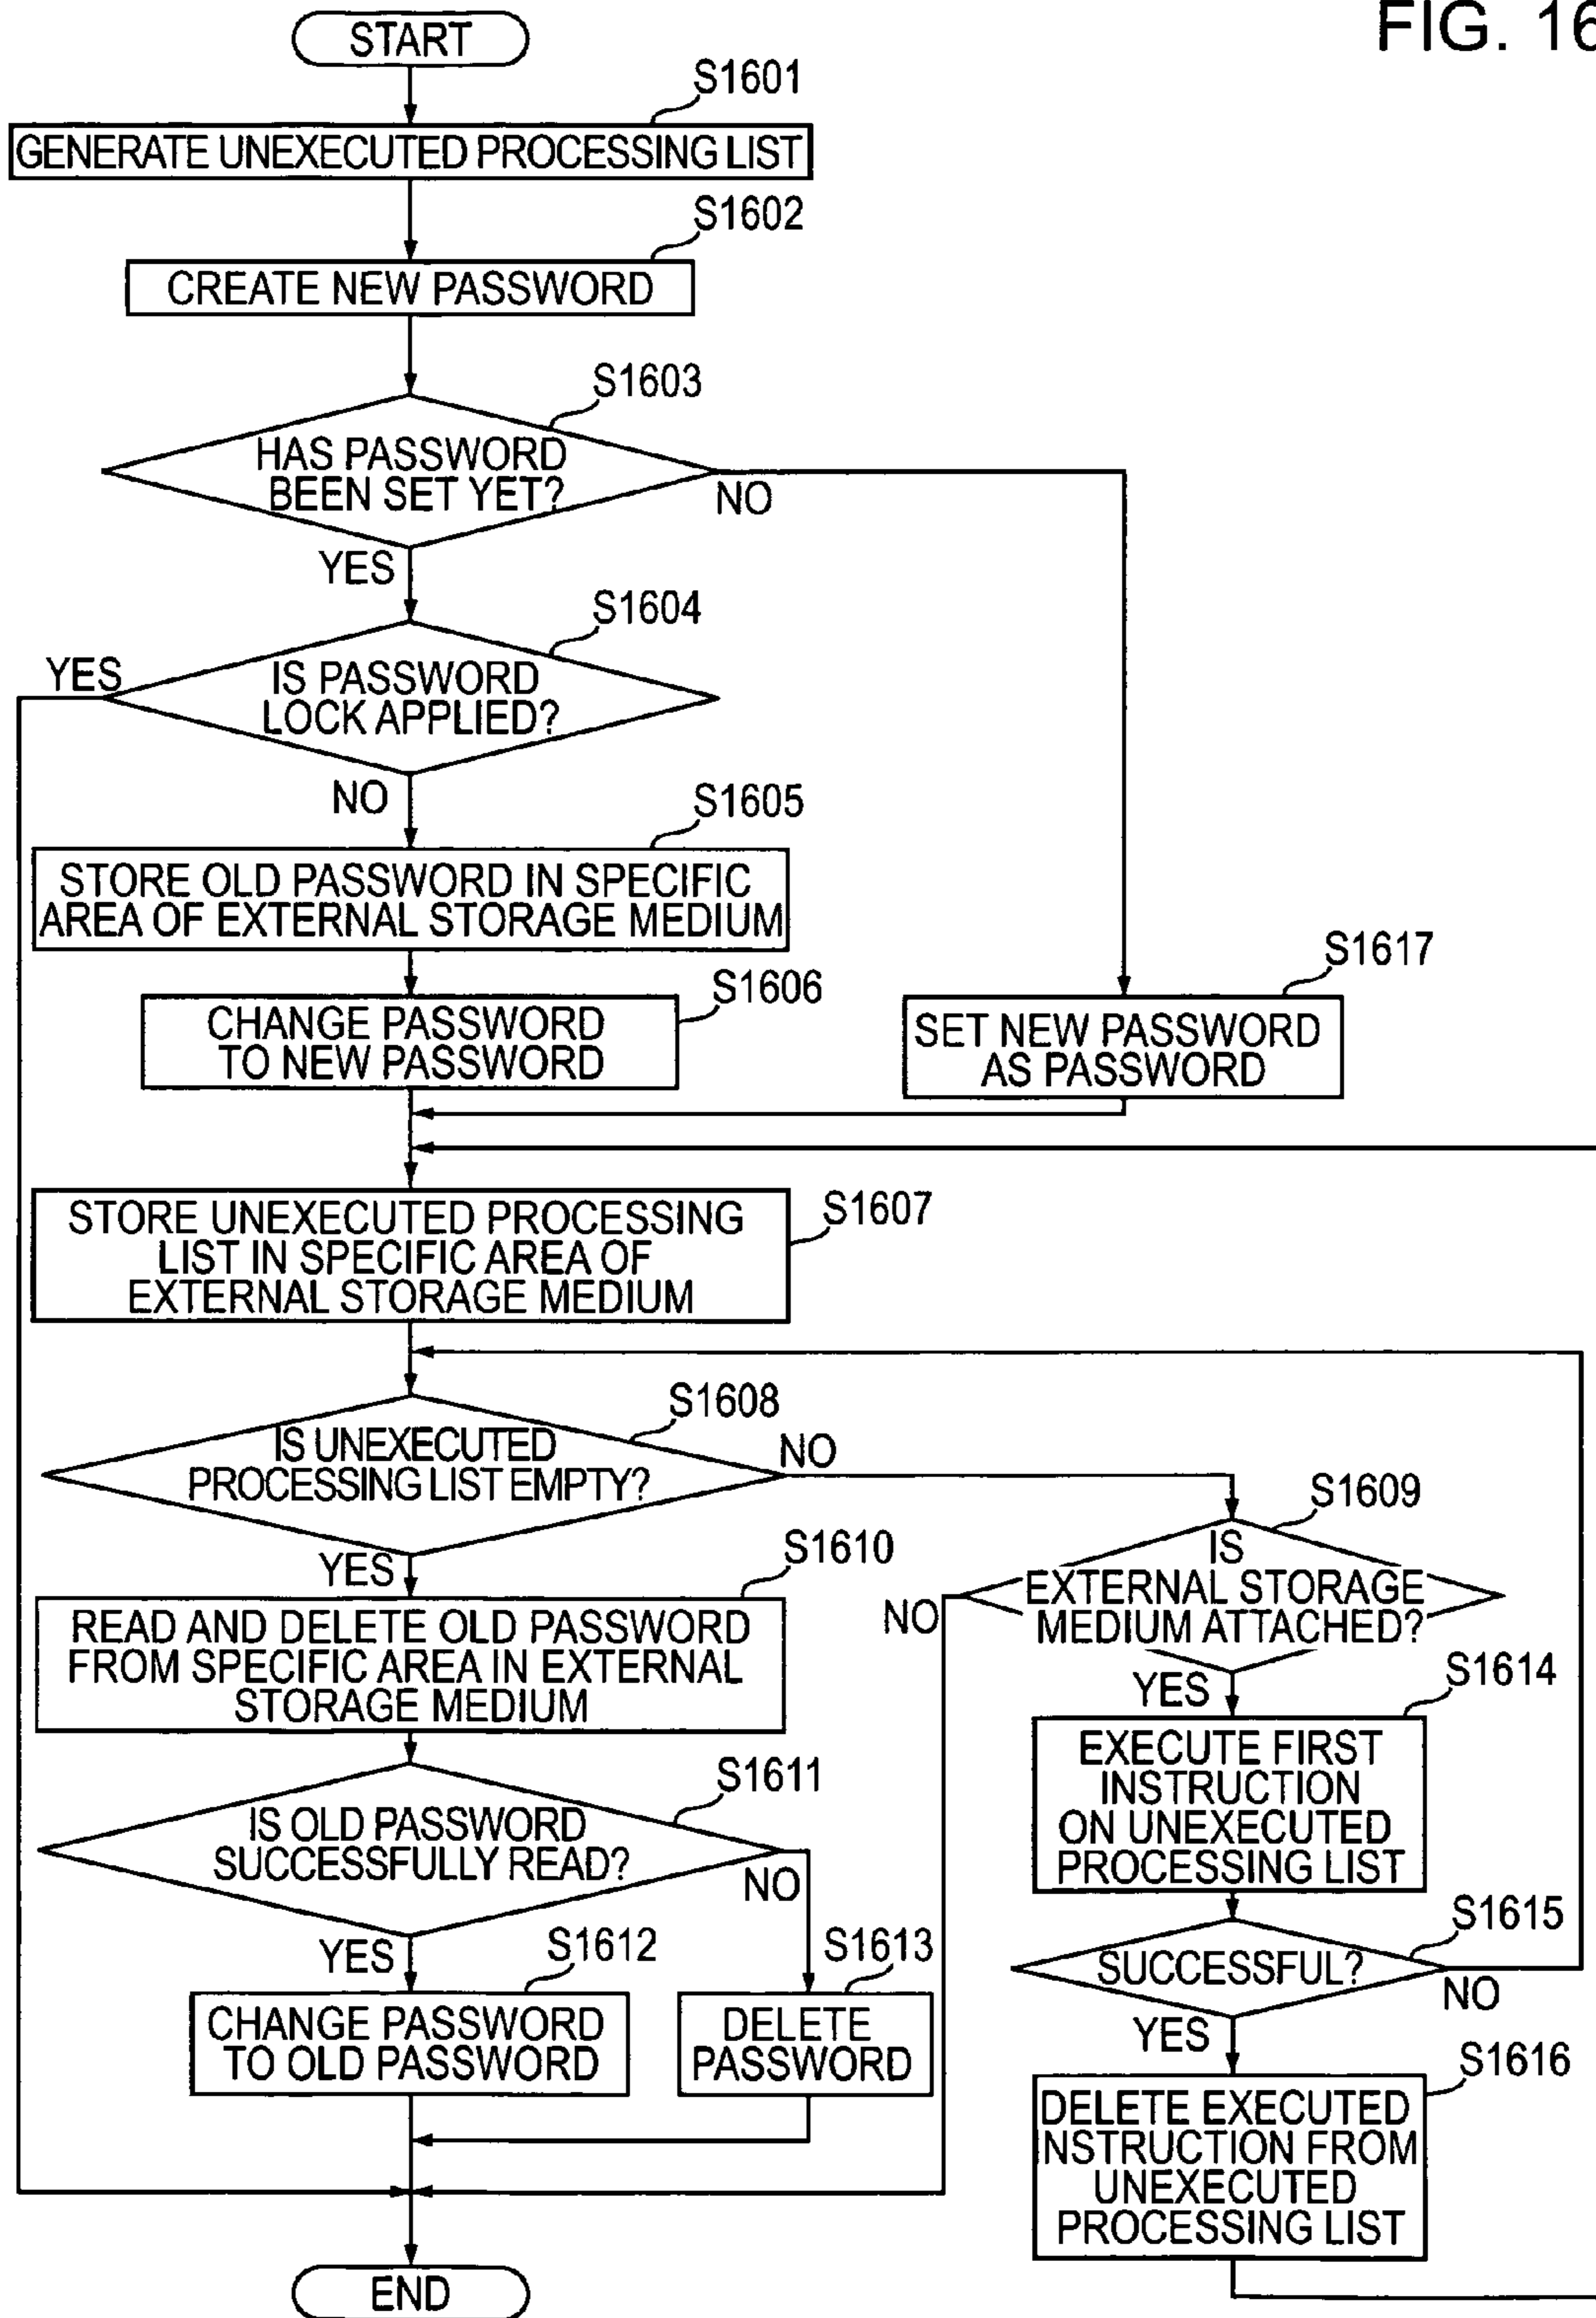 FIG. 16
START
S1601
GENERATE UNEXECUTED PROCESSING LIST
S1602
CREATE NEW PASSWORD
S1603
HAS PASSWORD
BEEN SET YET?
NO
YES
S1604
YES
IS PASSWORD
LOCK APPLIED?
NO
S1605
STORE OLD PASSWORD IN SPECIFIC
AREA OF EXTERNAL STORAGE MEDIUM
S1606
CHANGE PASSWORD
TO NEW PASSWORD
S1617
SET NEW PASSWORD
AS PASSWORD
S1607
STORE UNEXECUTED PROCESSING
LIST IN SPECIFIC AREA OF
EXTERNAL STORAGE MEDIUM
S1608
IS UNEXECUTED
PROCESSING LIST EMPTY?
NO
YES
S1609
IS
EXTERNAL STORAGE
MEDIUM ATTACHED?
NO
YES
S1610
READ AND DELETE OLD PASSWORD
FROM SPECIFIC AREA IN EXTERNAL
STORAGE MEDIUM
S1614
EXECUTE FIRST
INSTRUCTION
ON UNEXECUTED
PROCESSING LIST
S1611
IS OLD PASSWORD
SUCCESSFULLY READ?
NO
YES
S1615
SUCCESSFUL?
NO
YES
S1612
CHANGE PASSWORD
TO OLD PASSWORD
S1613
DELETE
PASSWORD
S1616
DELETE EXECUTED
NSTRUCTION FROM
UNEXECUTED
PROCESSING LIST
END